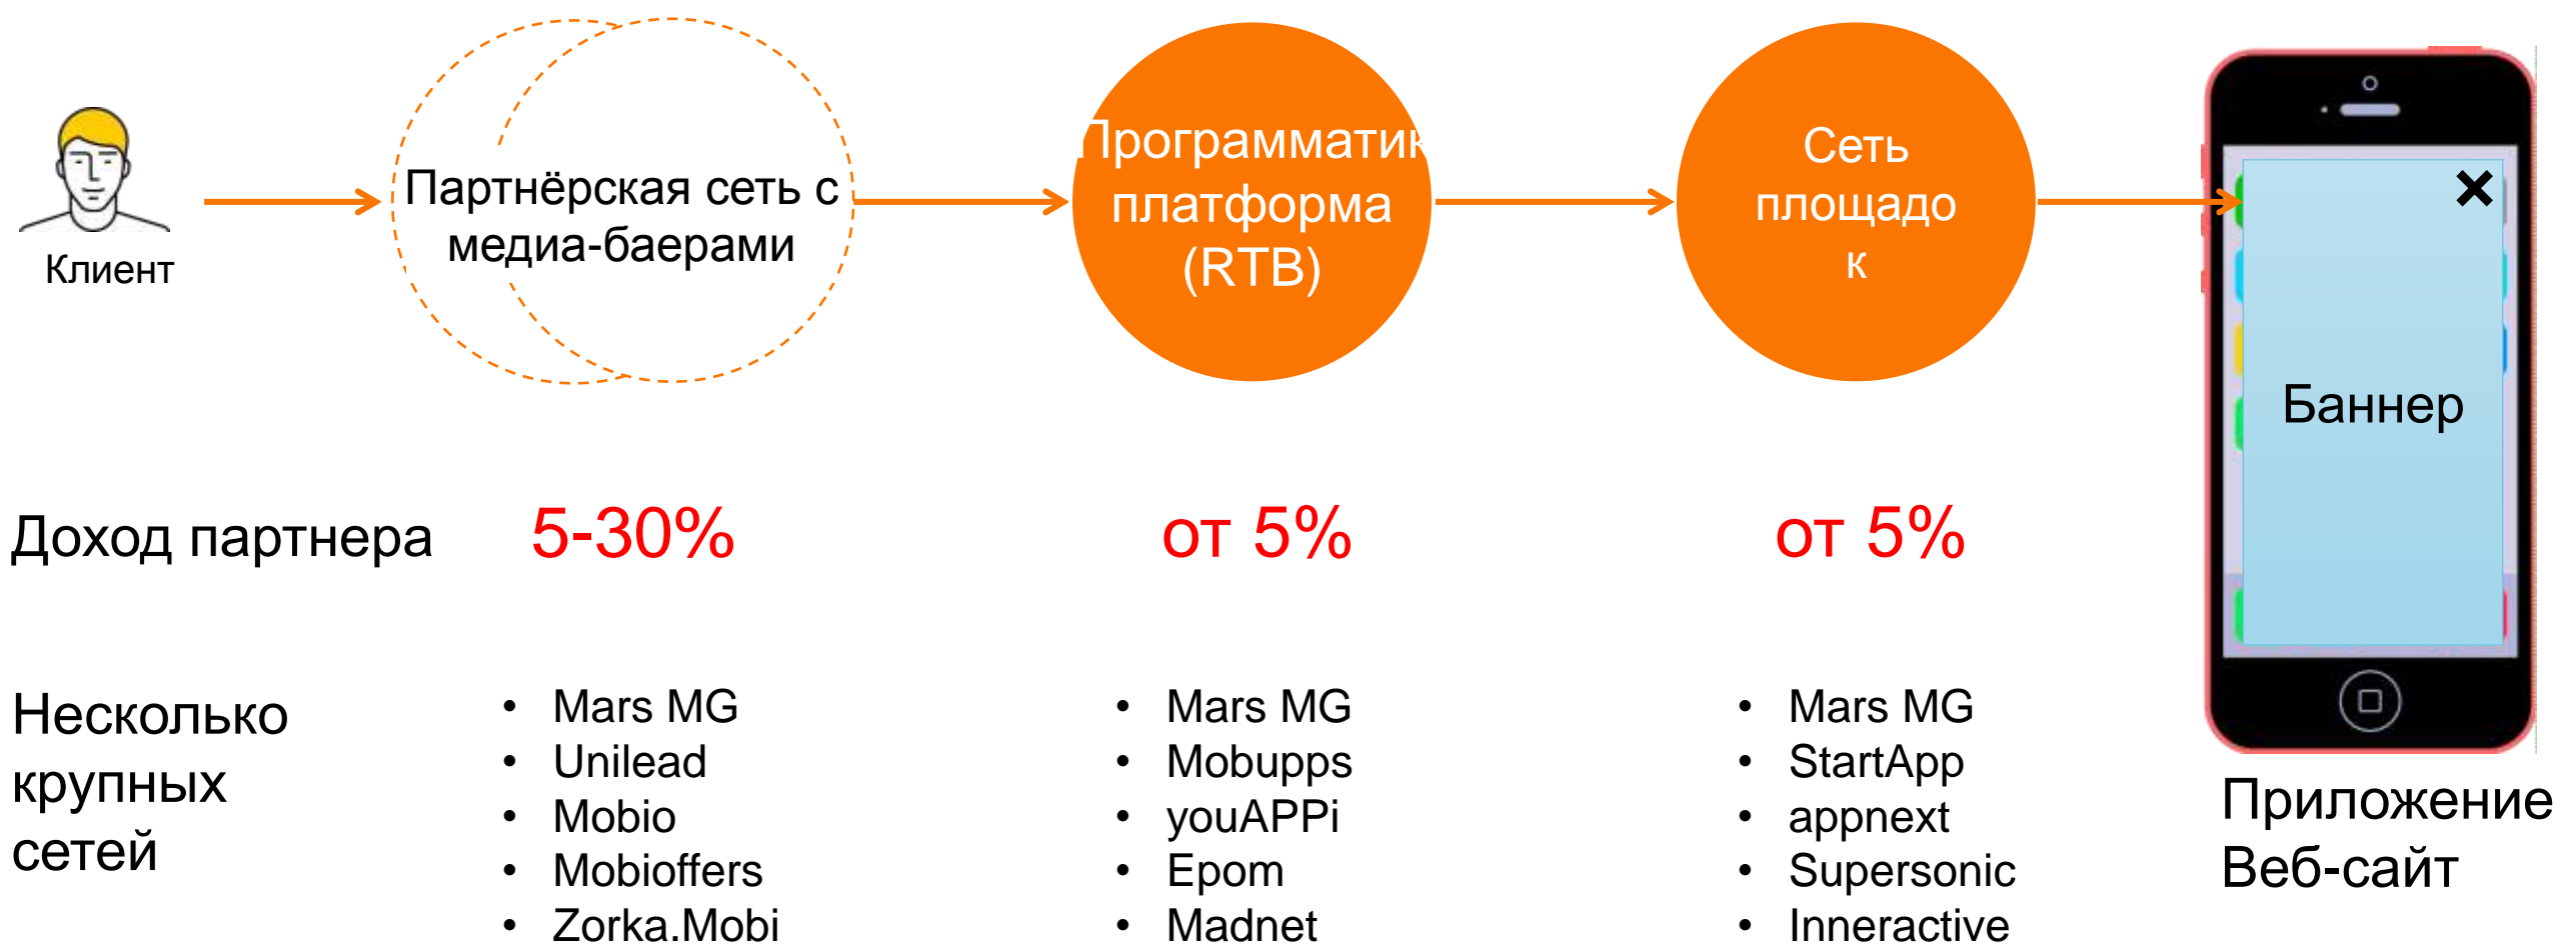 Клиент
Партнёрская сеть с
медиа-баерами
Программатик
платформа
(RTB)
Сеть
площадо
к
Баннер
Доход партнера
5-30%
от 5%
от 5%
Несколько
крупных
сетей
• Mars MG
• Unilead
• Mobio
• Mobioffers
• Zorka.Mobi
• Mars MG
• Mobupps
• youAPPi
• Epom
• Madnet
• Mars MG
• StartApp
• appnext
• Supersonic
• Inneractive
Приложение
Веб-сайт